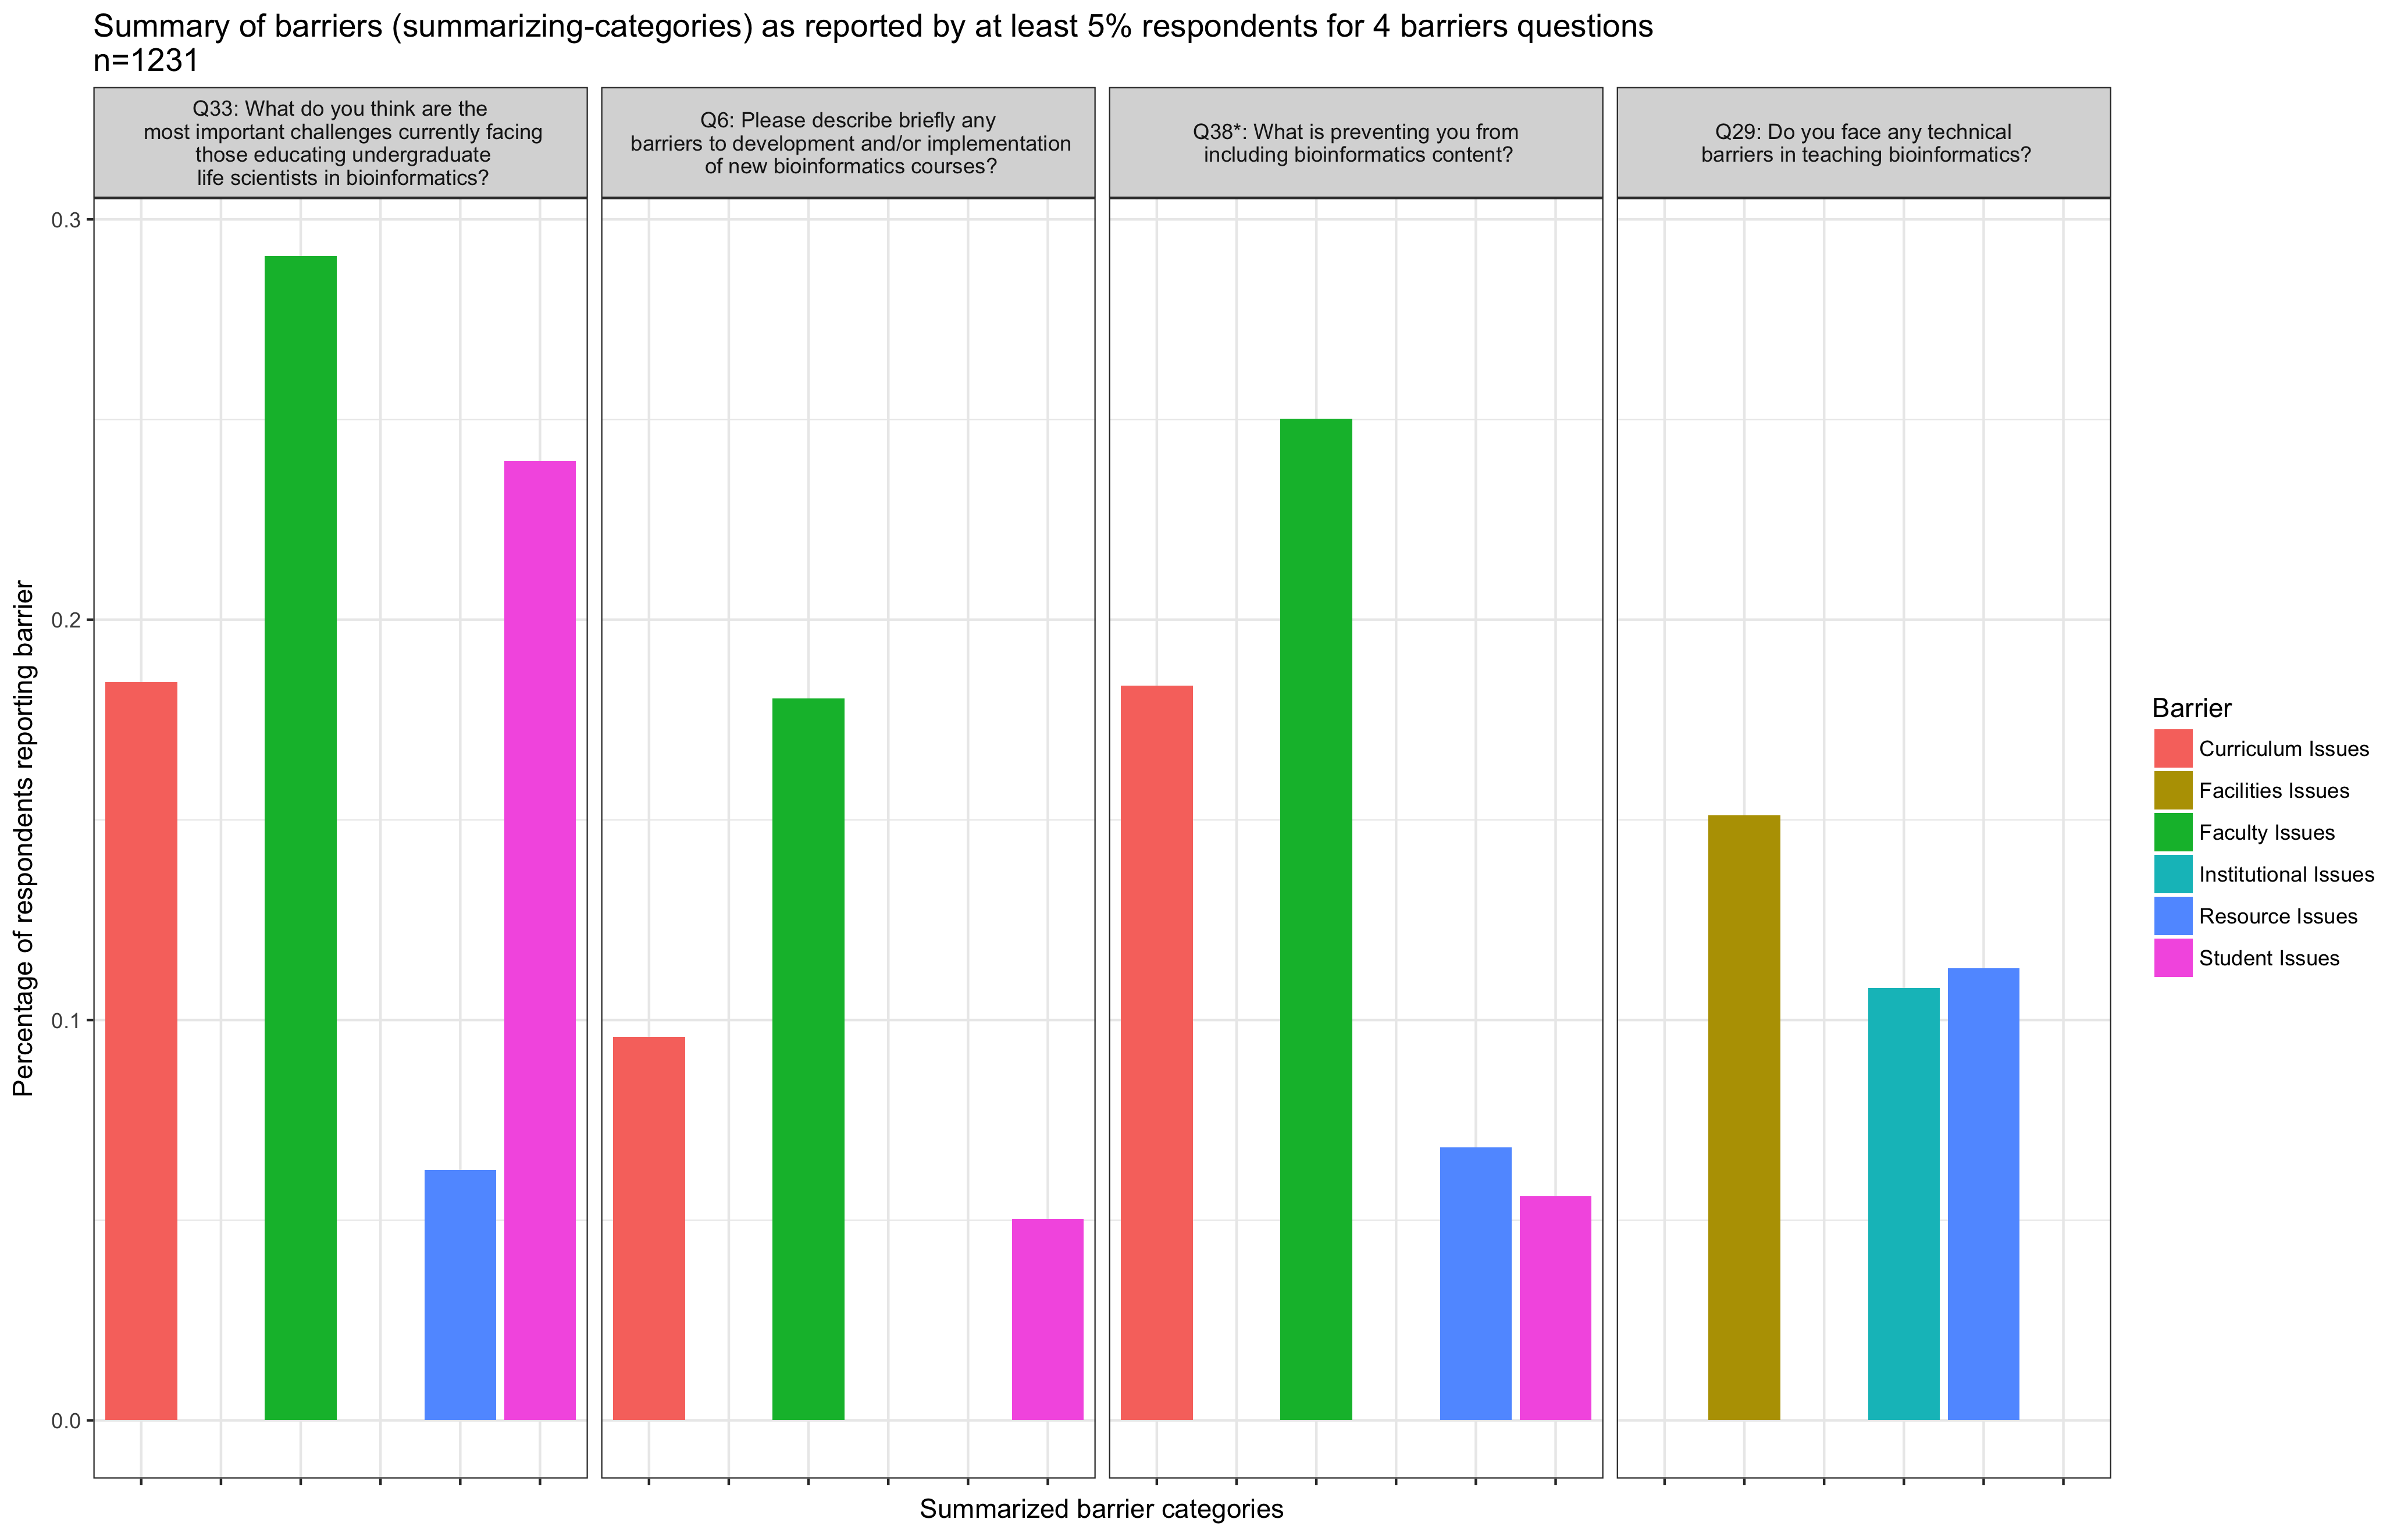 Summary of barriers (summarizing-categories) as reported by at least 5% respondents for 4 barriers questions
n=1231
Q33: What do you think are the
most important challenges currently facing
those educating undergraduate
life scientists in bioinformatics?
Q6: Please describe briefly any
barriers to development and/or implementation
of new bioinformatics courses?
Q38*: What is preventing you from
including bioinformatics content?
Q29: Do you face any technical
barriers in teaching bioinformatics?
Percentage of respondents reporting barrier
0.3
0.2
0.1
0.0
Summarized barrier categories
Barrier
Curriculum Issues
Facilities Issues
Faculty Issues
Institutional Issues
Resource Issues
Student Issues